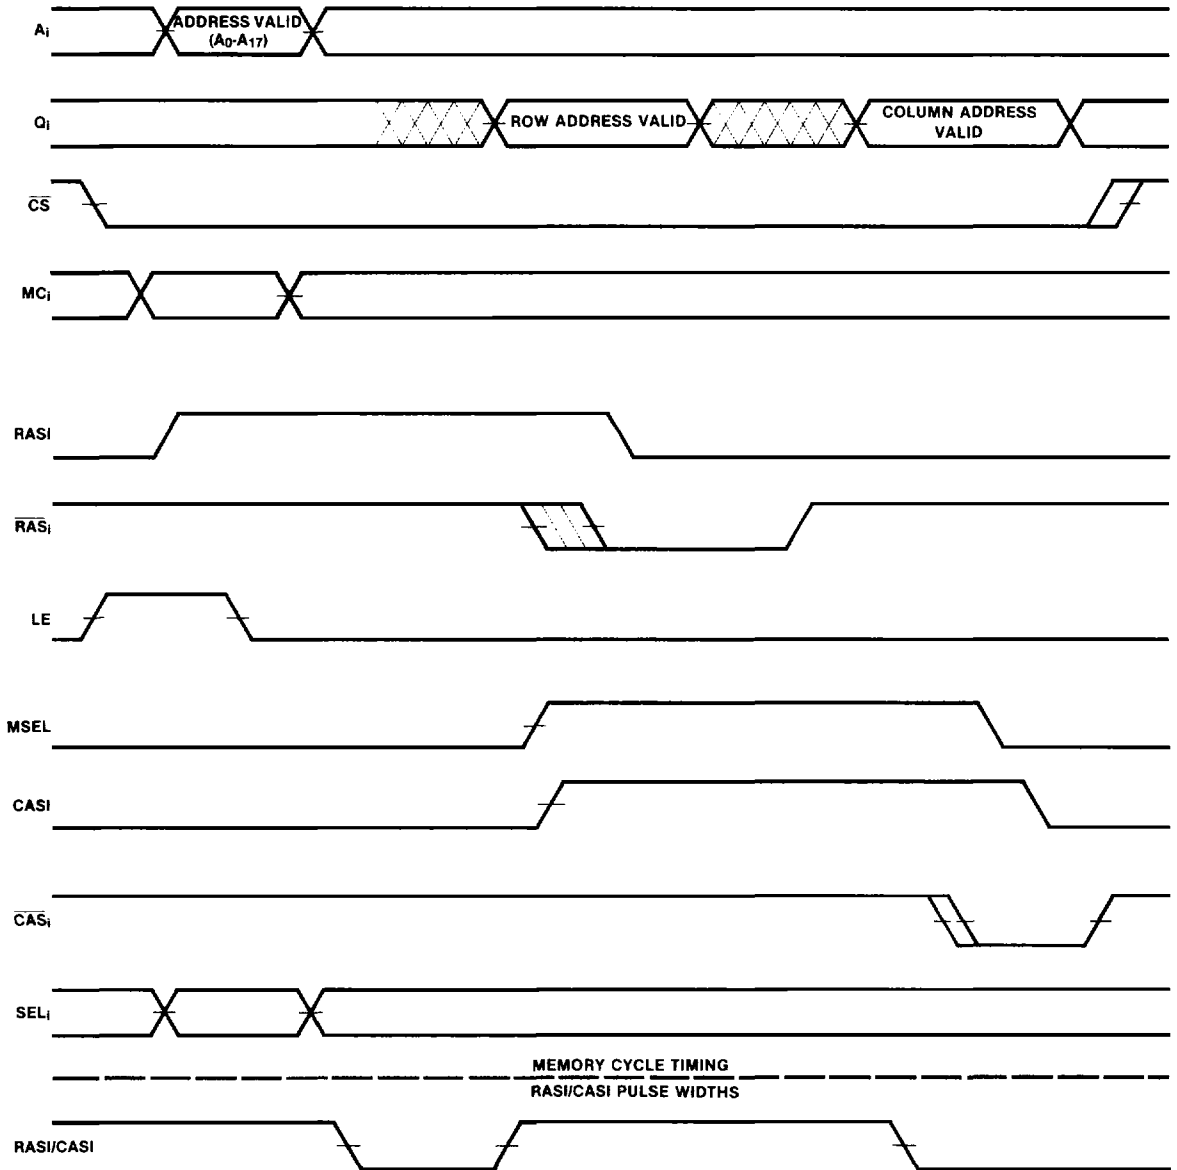 Ai
ADDRESS VALID
(A0-A17)
Qi
ROW ADDRESS VALID
COLUMN ADDRESS
VALID
CS
MCi
RASI
RASi
LE
MSEL
CASI
CASi
SELi
MEMORY CYCLE TIMING
RASI/CASI PULSE WIDTHS
RASI/CASI